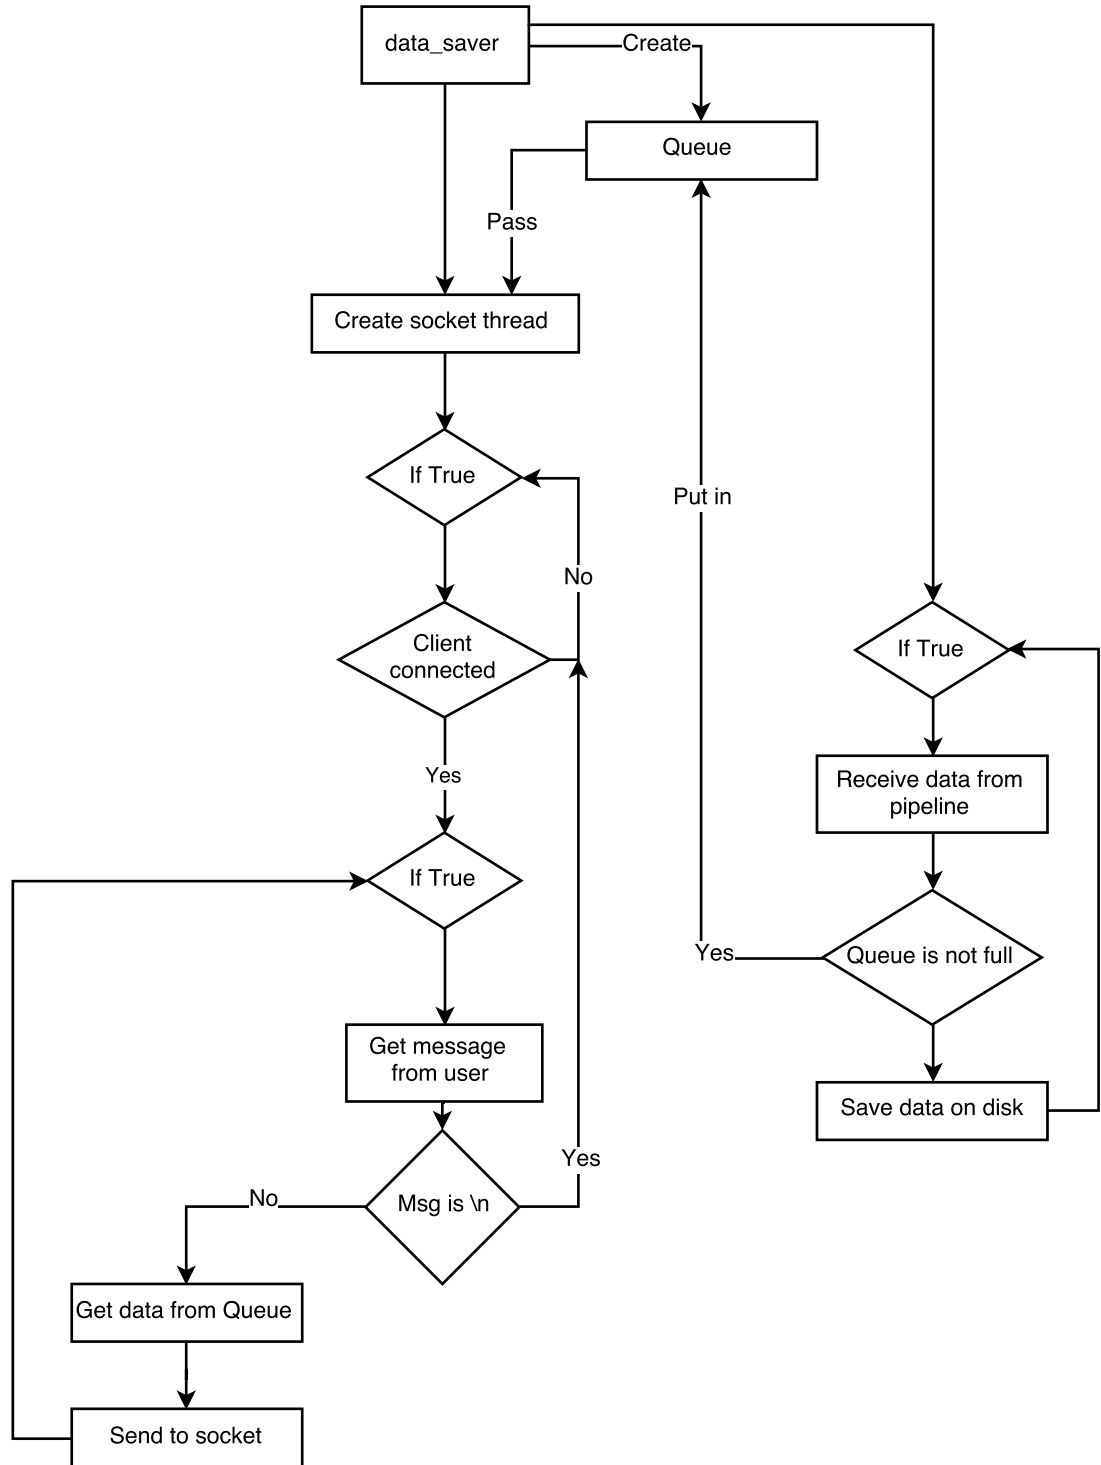 data_saver
Create
Queue
Pass
Create socket thread
If True
Put in
No
Client
connected
If True
Yes
Receive data from
pipeline
If True
Yes
Queue is not full
Get message
from user
Save data on disk
Yes
No
Msg is \n
Get data from Queue
Send to socket